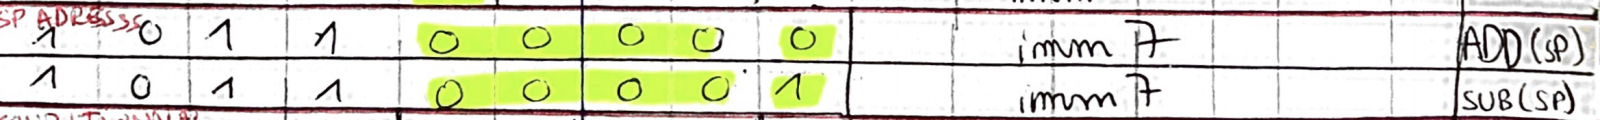 SP ADRESSS
1 0 1 1 0 0 0 0 0 imm 7 ADD (SP)
1 0 1 1 0 0 0 0 1 imm 7 SUB (SP)